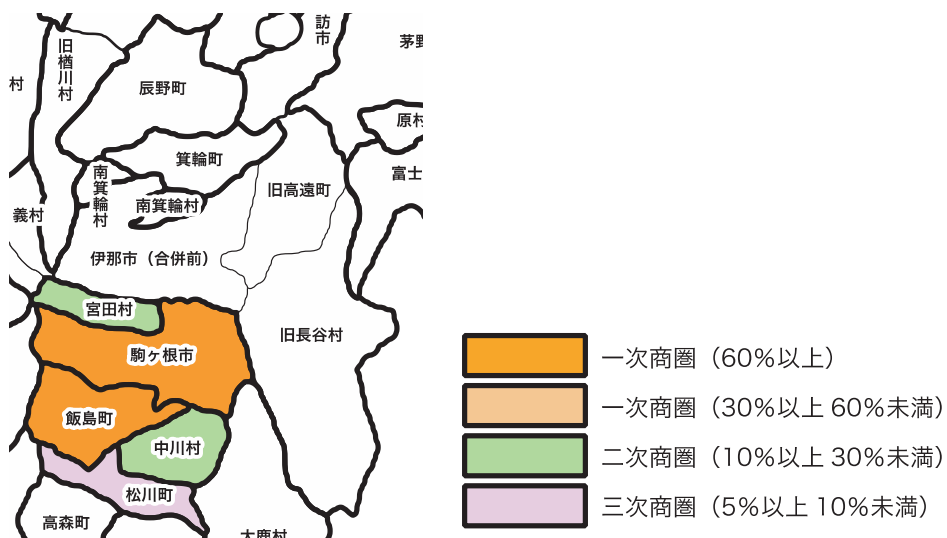 訪市
茅野
旧楢川村
村
辰野町
原村
箕輪町
富士
南箕輪村
旧高遠町
南箕輪村
義村
伊那市（合併前）
宮田村
旧長谷村
駒ヶ根市
飯島町
中川村
松川町
高森町
大鹿村
一次商圏（60%以上）
一次商圏（30%以上 60%未満）
二次商圏（10%以上 30%未満）
三次商圏（5%以上 10%未満）